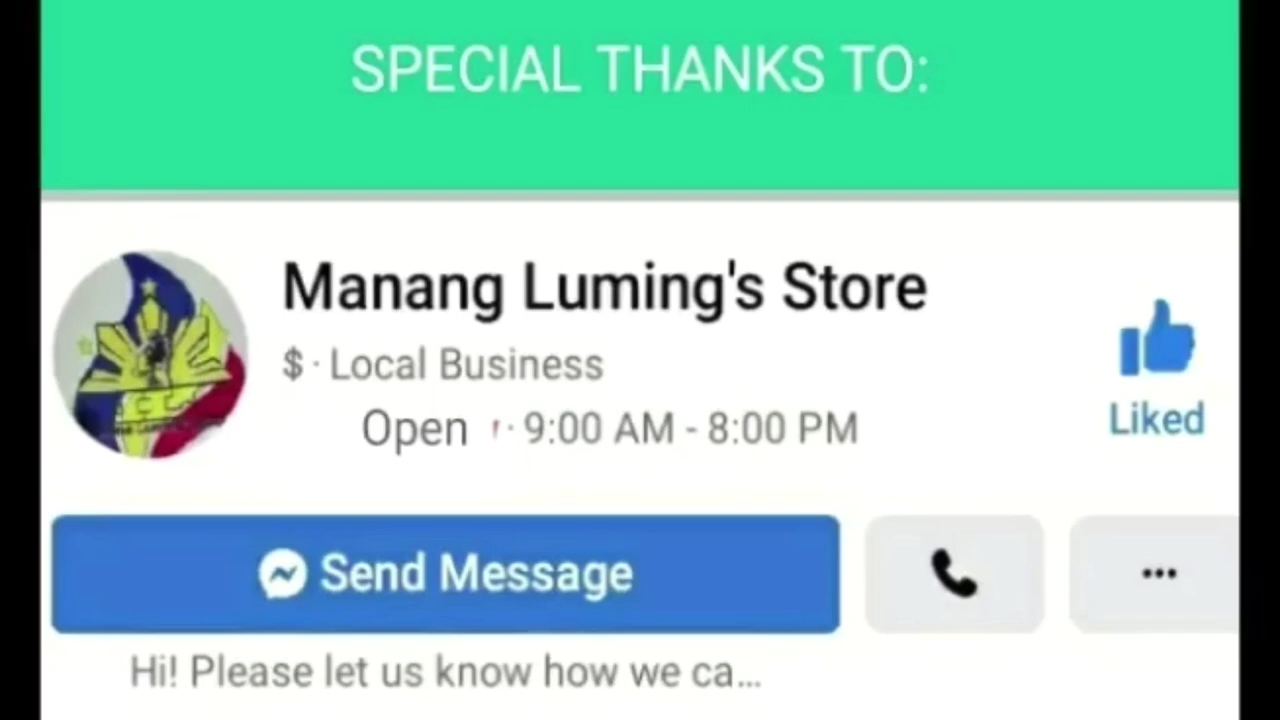 SPECIAL THANKS TO:
Manang Luming's Store
$ · Local Business
Open · 9:00 AM - 8:00 PM
Liked
Send Message
Hi! Please let us know how we ca...